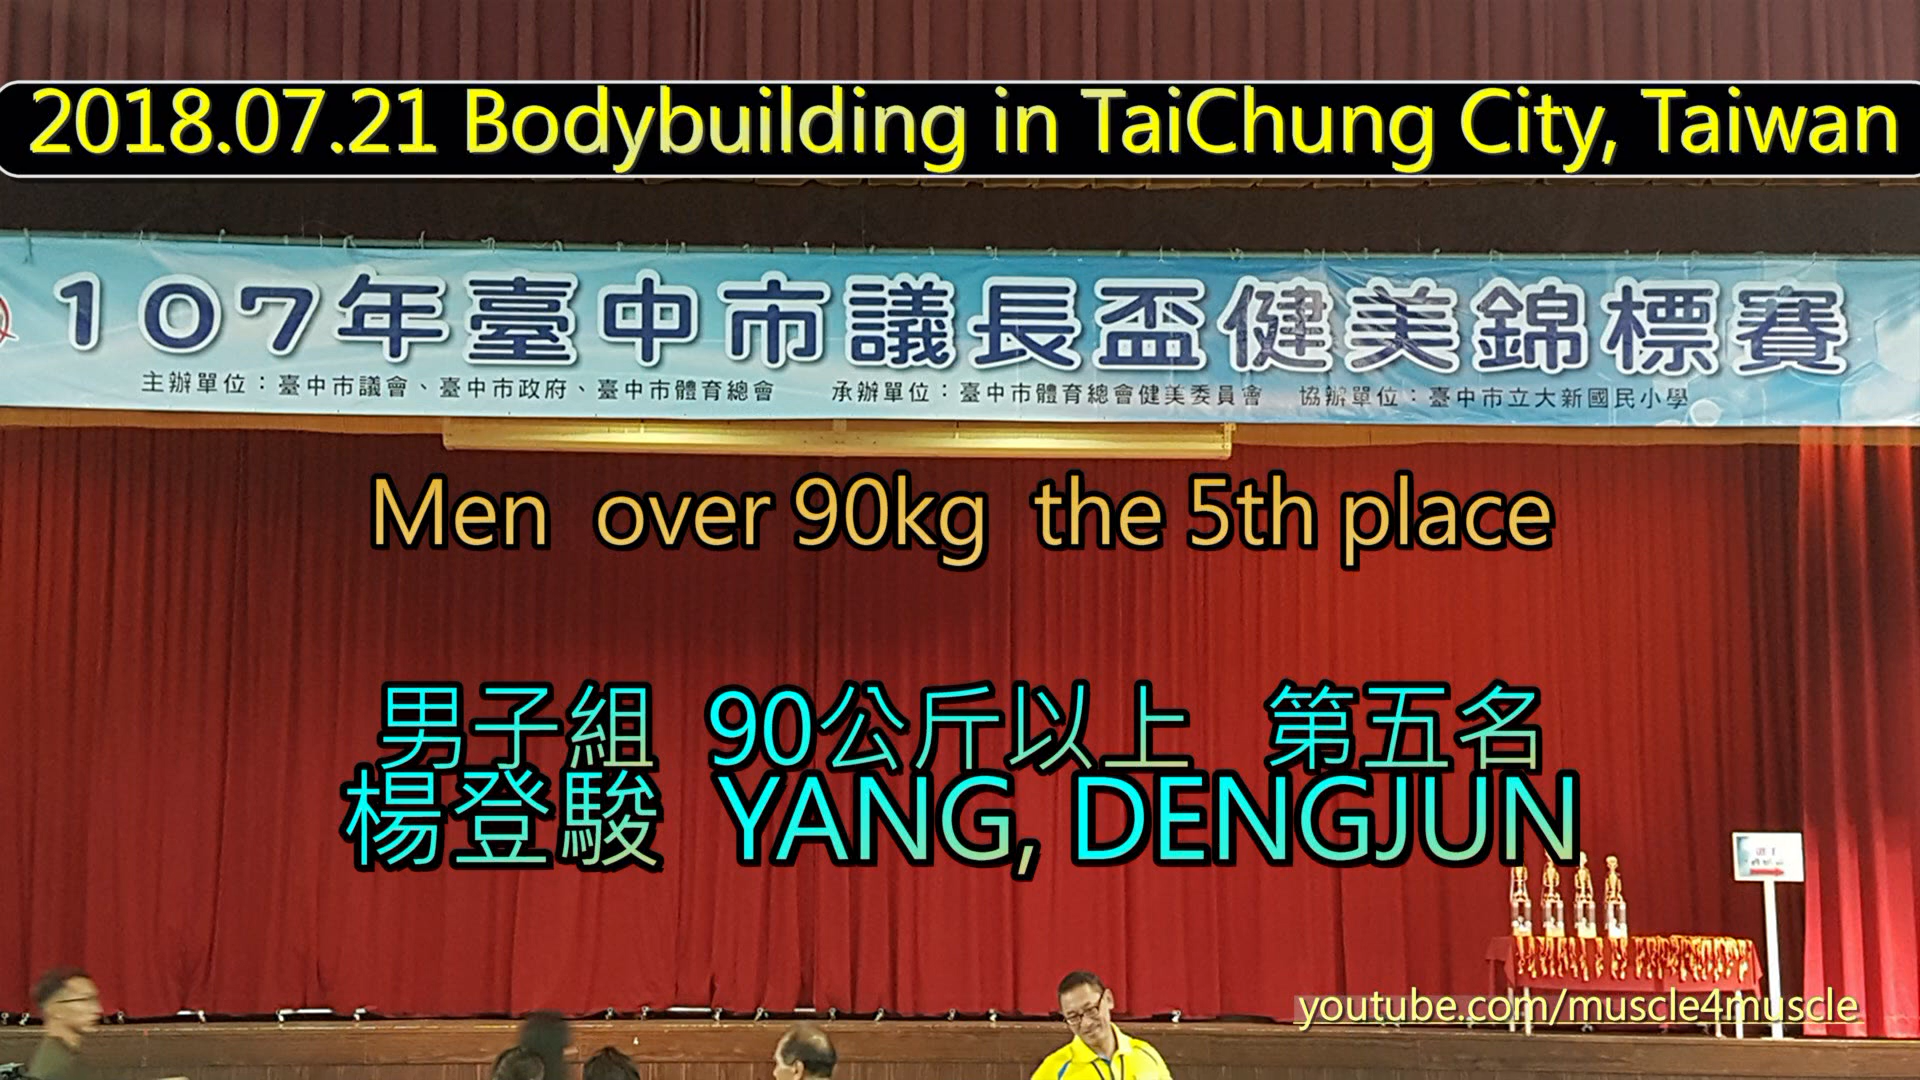 2018.07.21 Bodybuilding in TaiChung City, Taiwan
107年臺中市議長盃健美錦標賽
主辦單位：臺中市議會、臺中市政府、臺中市體育總會 承辦單位：臺中市體育總會健美委員會 協辦單位：臺中市立大新國民小學
Men over 90kg the 5th place
男子組 90公斤以上 第五名
楊登駿 YANG, DENGJUN
youtube.com/muscle4muscle